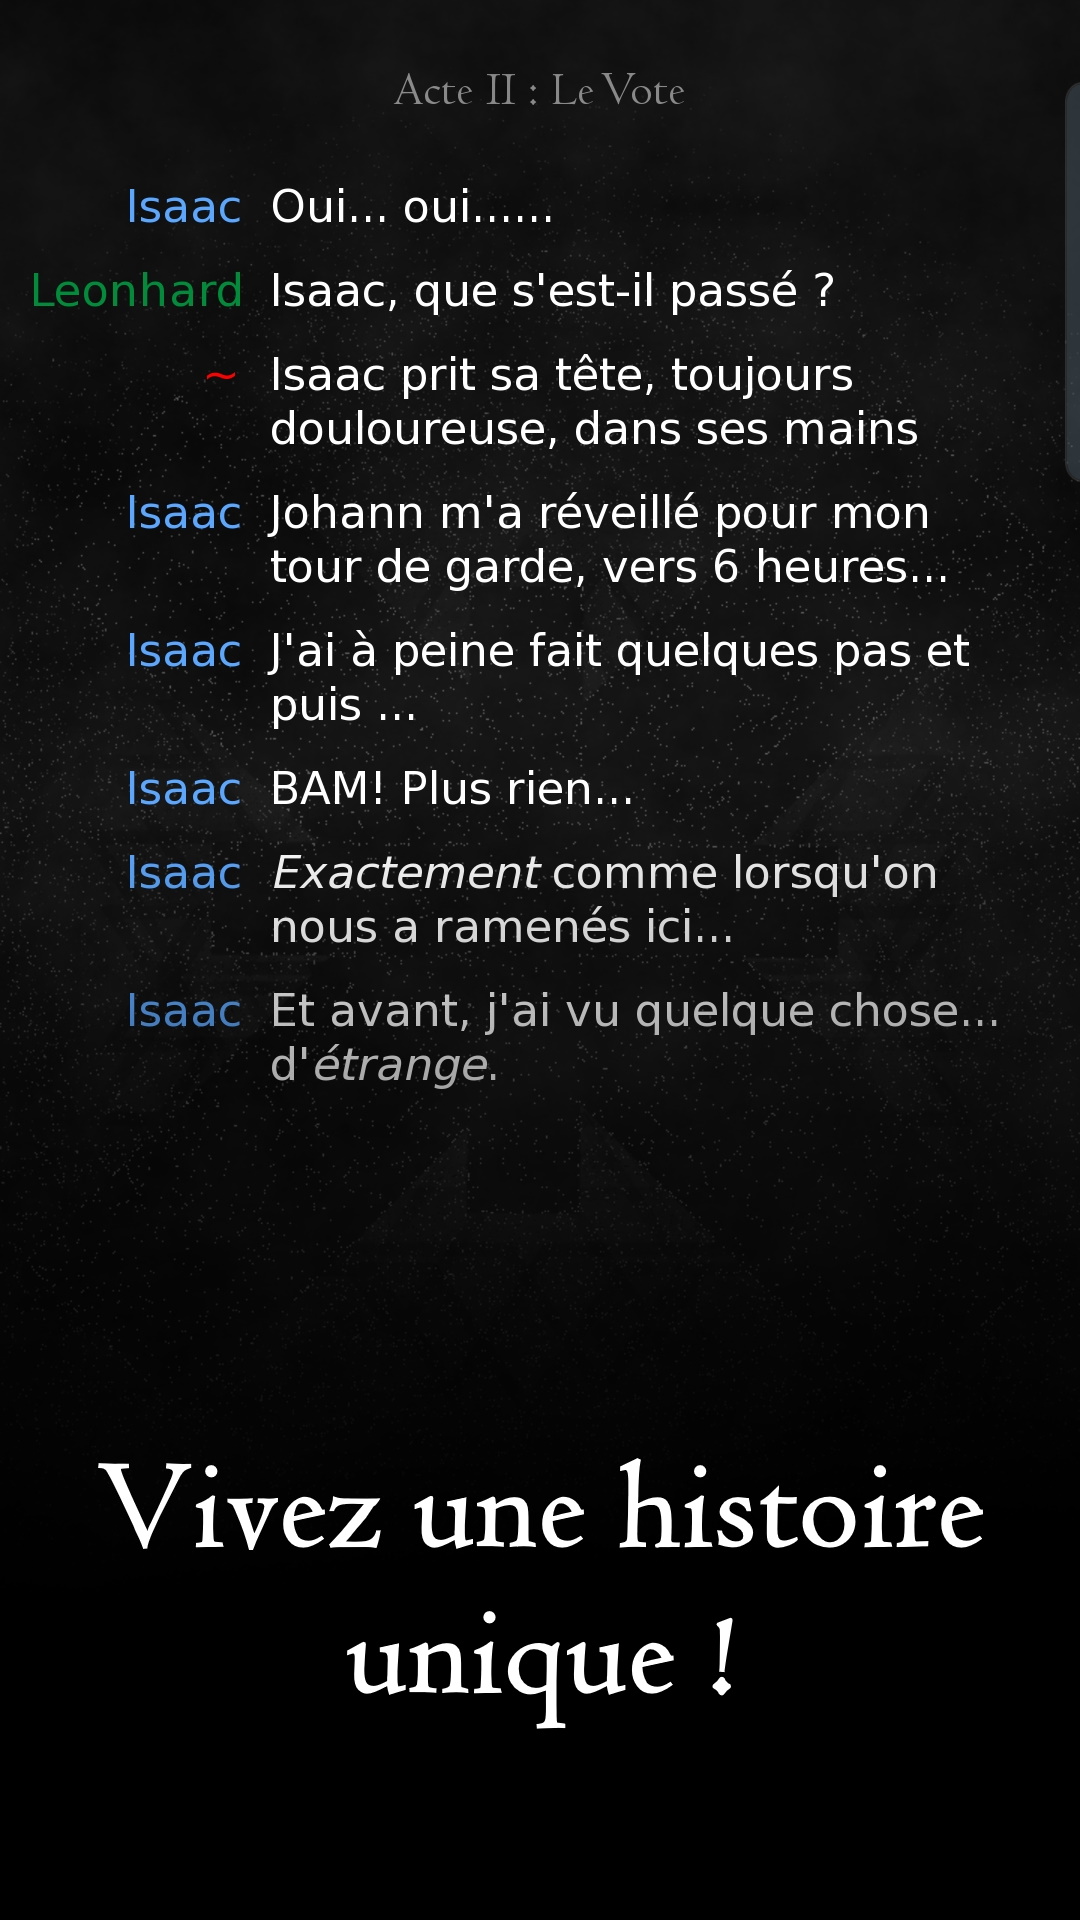 Acte II : Le Vote
Isaac Oui... oui......
Leonhard Isaac, que s'est-il passé ?
~ Isaac prit sa tête, toujours
douloureuse, dans ses mains
Isaac Johann m'a réveillé pour mon
tour de garde, vers 6 heures...
Isaac J'ai à peine fait quelques pas et
puis ...
Isaac BAM! Plus rien...
Isaac Exactement comme lorsqu'on
nous a ramenés ici...
Isaac Et avant, j'ai vu quelque chose...
d'étrange.
Vivez une histoire
unique !